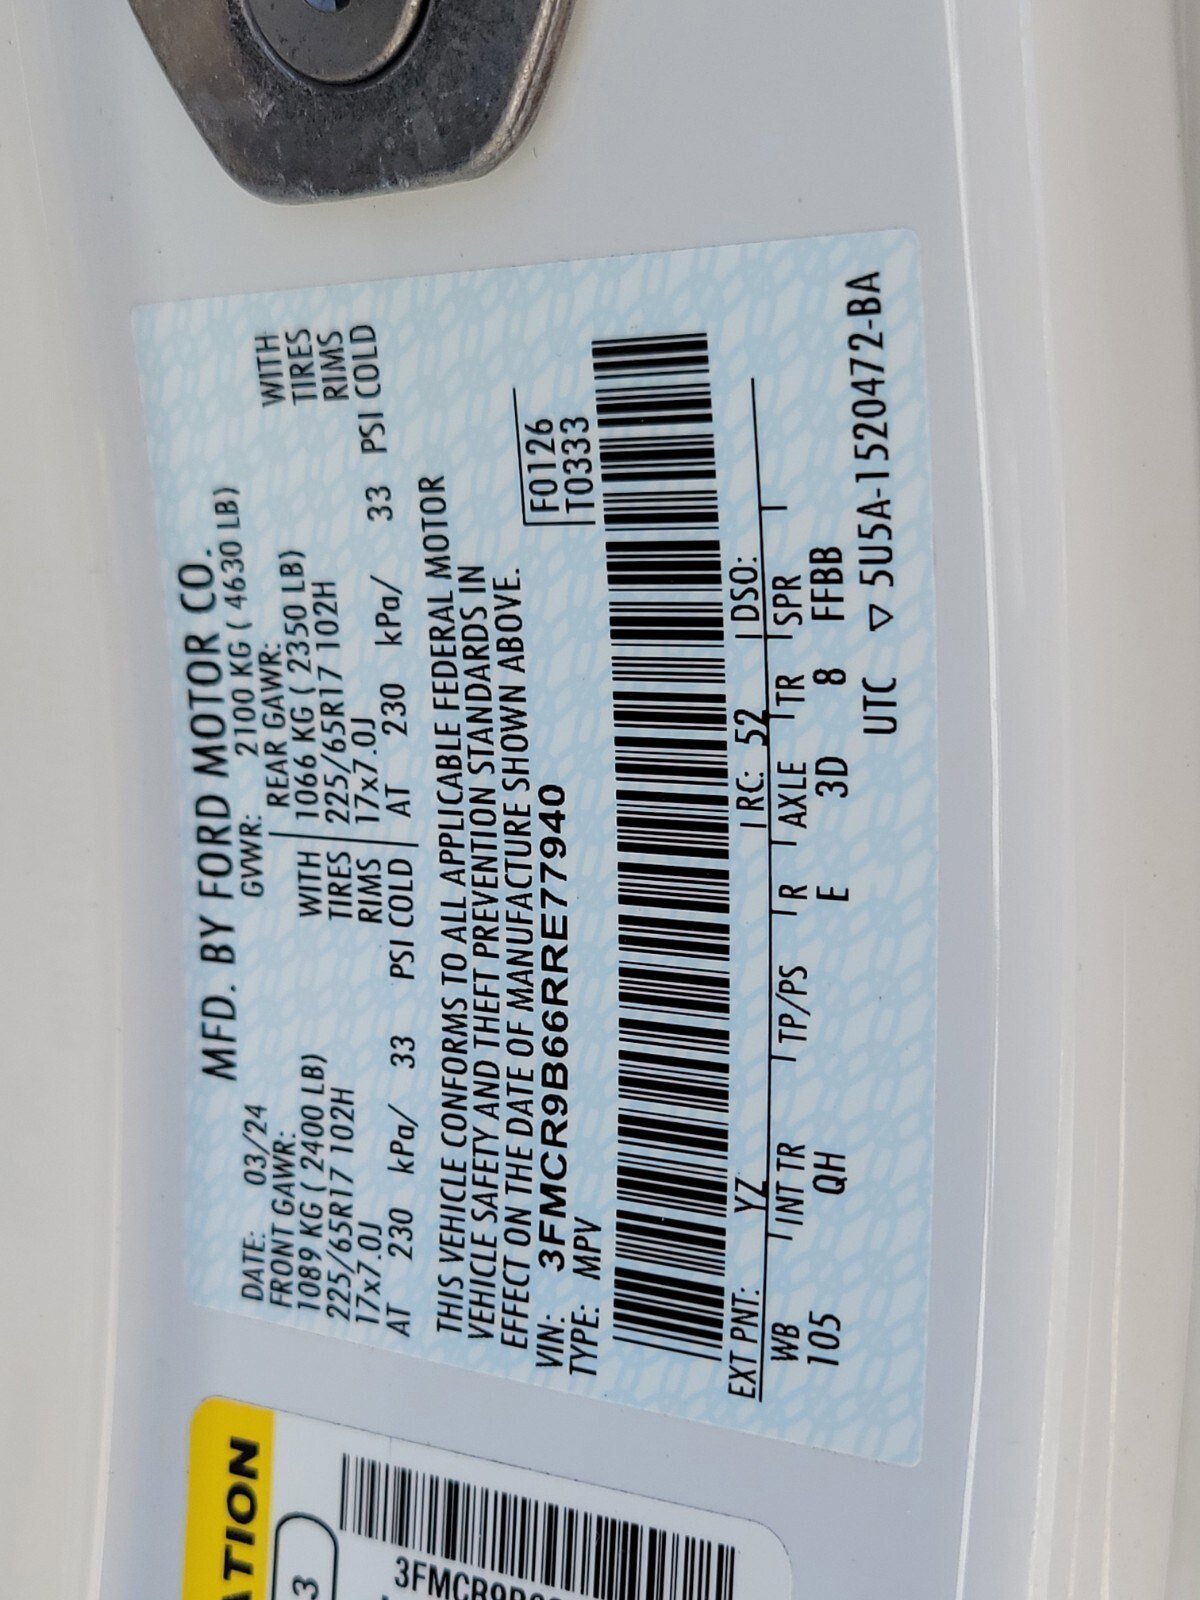 MFD. BY FORD MOTOR CO.
DATE: 03/24 GVWR: 2100 KG ( 4630 LB)
FRONT GAWR: REAR GAWR:
1089 KG ( 2400 LB) WITH 1066 KG ( 2350 LB) WITH
225/65R17 102H TIRES 225/65R17 102H TIRES
17x7.0J RIMS 17x7.0J RIMS
AT 230 kPa/ 33 PSI COLD AT 230 kPa/ 33 PSI COLD
THIS VEHICLE CONFORMS TO ALL APPLICABLE FEDERAL MOTOR
VEHICLE SAFETY AND THEFT PREVENTION STANDARDS IN
EFFECT ON THE DATE OF MANUFACTURE SHOWN ABOVE.
VIN: 3FMCR9B66RRE77940 F0126
TYPE: MPV T0333
EXT PNT: YZ RC: 52 DSO:
WB INT TR TP/PS R AXLE TR SPR
105 QH E 3D 8 FFBB
UTC ▽ 5U5A-1520472-BA
ATION
3